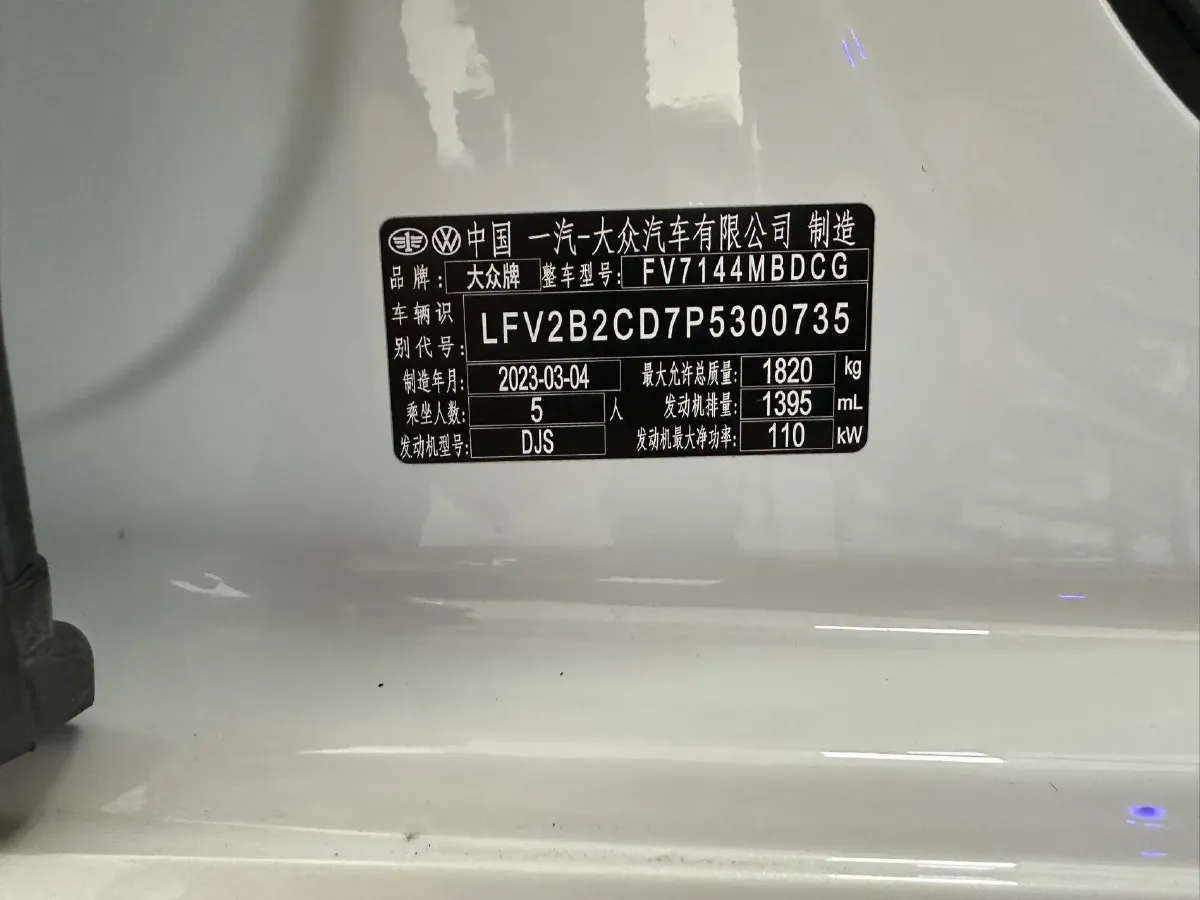 中国 一汽-大众汽车有限公司 制造
品牌: 大众牌 整车型号: FV7144MBDCG
车辆识
别代号: LFV2B2CD7P5300735
制造年月: 2023-03-04 最大允许总质量: 1820 kg
乘坐人数: 5 人 发动机排量: 1395 mL
发动机型号: DJS 发动机最大净功率: 110 kW